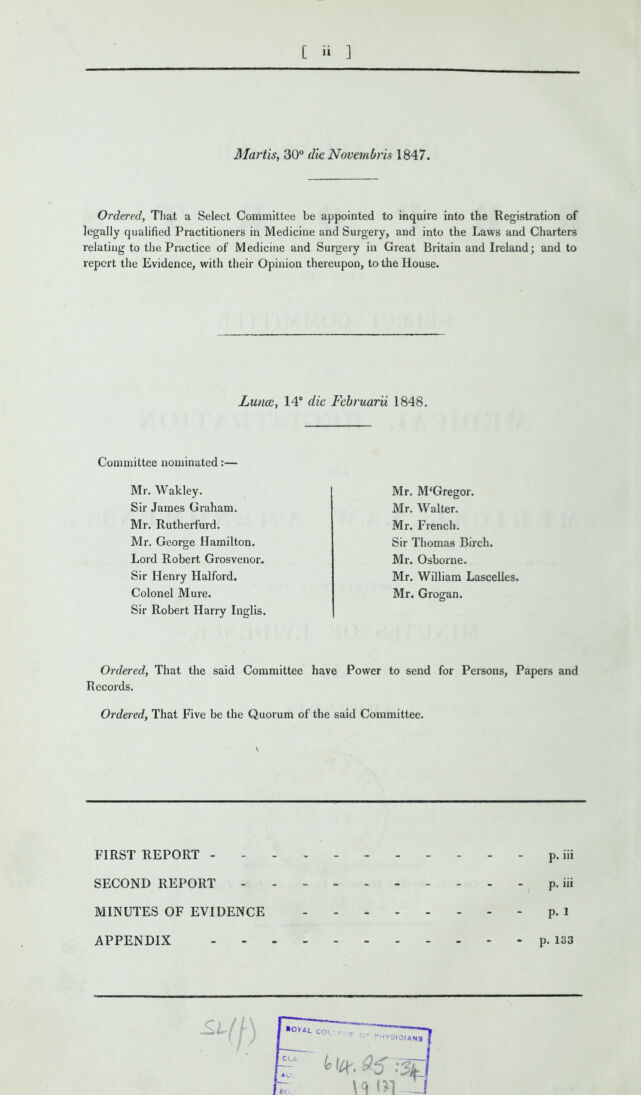 [ ii ]
Martis, 30° die Novembris 1847.
Ordered, That a Select Committee be appointed to inquire into the Registration of
legally qualified Practitioners in Medicine and Surgery, and into the Laws and Charters
relating to the Practice of Medicine and Surgery in Great Britain and Ireland; and to
report the Evidence, with their Opinion thereupon, to the House.
Lunæ, 14° die Februarii 1848.
Committee nominated :—
Mr. Wakley.
Sir James Graham.
Mr. Rutherfurd.
Mr. George Hamilton.
Lord Robert Grosvenor.
Sir Henry Halford.
Colonel Mure.
Sir Robert Harry Inglis.
Mr. M‘Gregor.
Mr. Walter.
Mr. French.
Sir Thomas Birch.
Mr. Osborne.
Mr. William Lascelles.
Mr. Grogan.
Ordered, That the said Committee have Power to send for Persons, Papers and
Records.
Ordered, That Five be the Quorum of the said Committee.
FIRST REPORT - - - - - - - - - - - p. iii
SECOND REPORT - - - - - - - - - - p. iii
MINUTES OF EVIDENCE - - - - - - - - p. 1
APPENDIX - - - - - - - - - - - p. 133
ROYAL COLLEGE OF PHYSICIANS
614.25:34